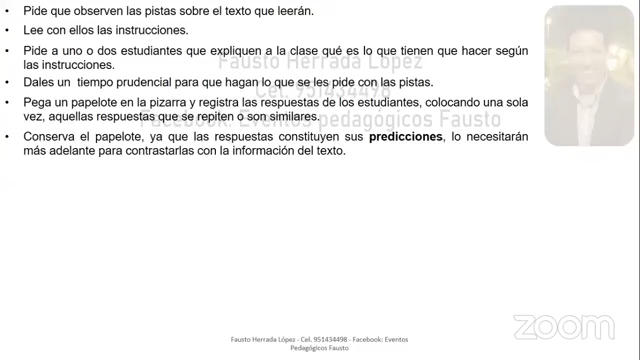 • Pide que observen las pistas sobre el texto que leerán.
• Lee con ellos las instrucciones.
• Pide a uno o dos estudiantes que expliquen a la clase qué es lo que tienen que hacer según
las instrucciones.
Fausto Herrada López
• Dales un tiempo prudencial para que hagan lo que se les pide con las pistas.
Cel. 951434498
• Pega un papelote en la pizarra y registra las respuestas de los estudiantes, colocando una sola
vez, aquellas respuestas que se repiten o son similares.
Facebook: Eventos pedagógicos Fausto
• Conserva el papelote, ya que las respuestas constituyen sus predicciones, lo necesitarán
más adelante para contrastarlas con la información del texto.
zoom
Fausto Herrada López - Cel. 951434498 - Facebook: Eventos
Pedagógicos Fausto